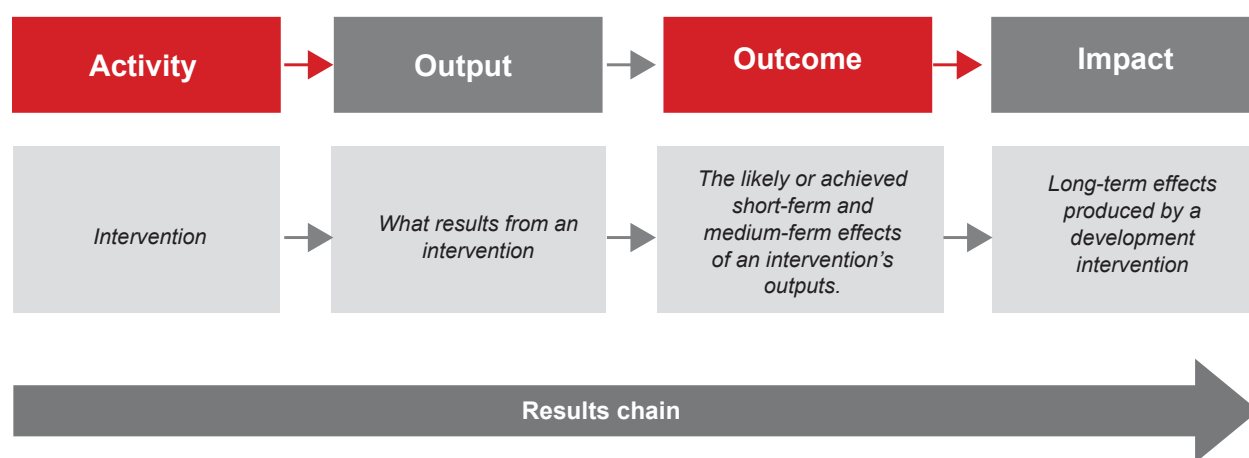 Activity
Output
Outcome
Impact
Intervention
What results from an
intervention
The likely or achieved
short-ferm and
medium-ferm effects
of an intervention's
outputs.
Long-term effects
produced by a
development
intervention
Results chain